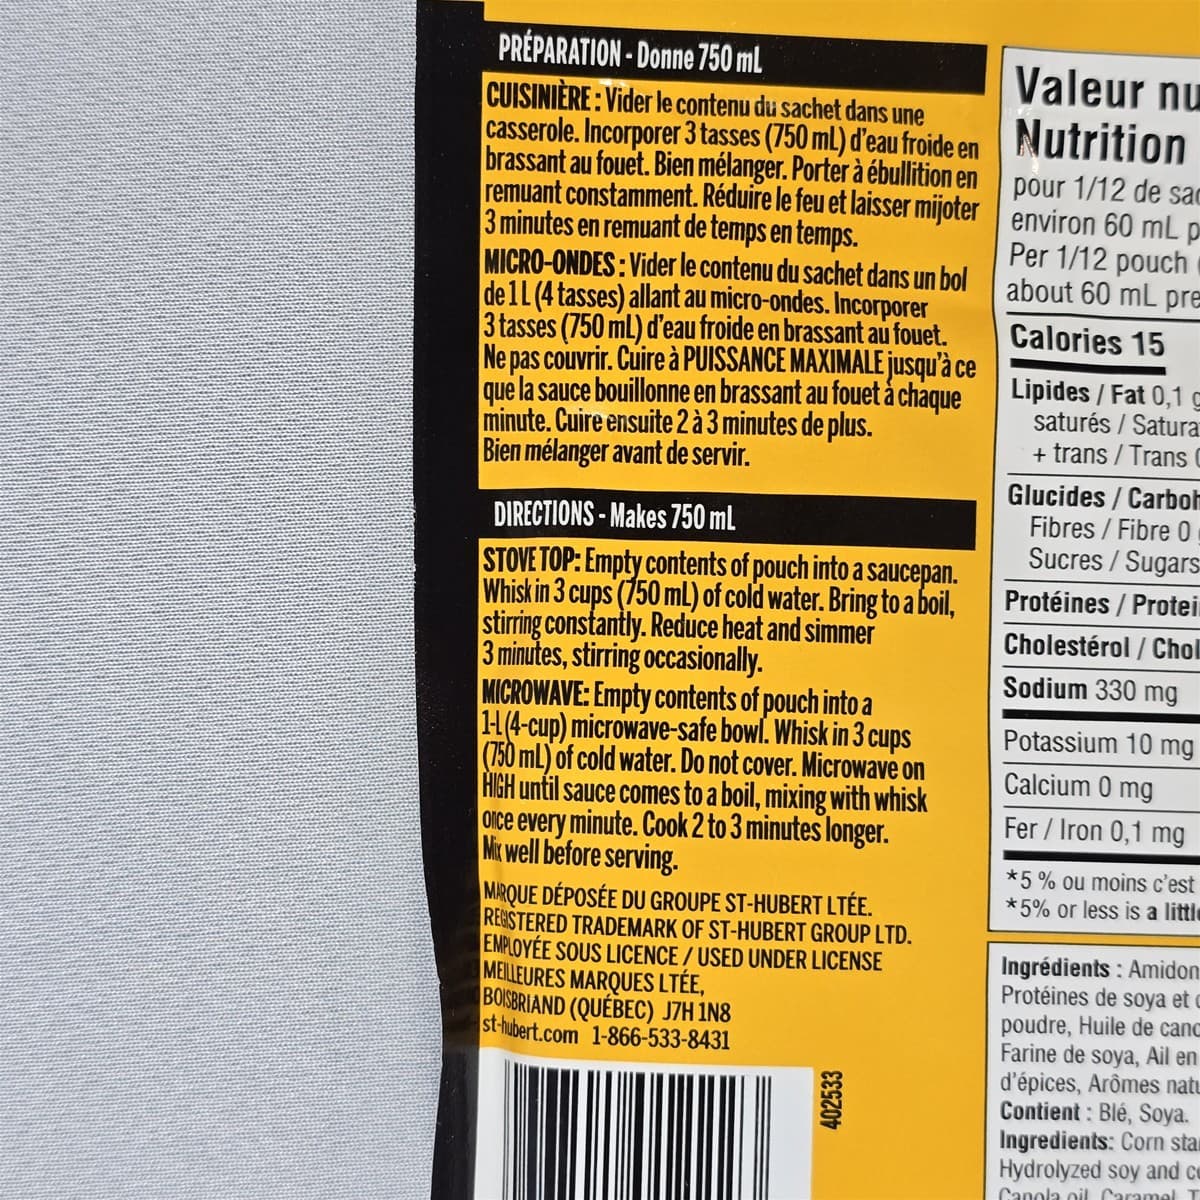 PRÉPARATION - Donne 750 mL
CUISINIÈRE : Vider le contenu du sachet dans une
casserole. Incorporer 3 tasses (750 mL) d'eau froide en
brassant au fouet. Bien mélanger. Porter à ébullition en
remuant constamment. Réduire le feu et laisser mijoter
3 minutes en remuant de temps en temps.
MICRO-ONDES : Vider le contenu du sachet dans un bol
de 1 L (4 tasses) allant au micro-ondes. Incorporer
3 tasses (750 mL) d'eau froide en brassant au fouet.
Ne pas couvrir. Cuire à PUISSANCE MAXIMALE jusqu'à ce
que la sauce bouillonne en brassant au fouet à chaque
minute. Cuire ensuite 2 à 3 minutes de plus.
Bien mélanger avant de servir.
DIRECTIONS - Makes 750 mL
STOVE TOP: Empty contents of pouch into a saucepan.
Whisk in 3 cups (750 mL) of cold water. Bring to a boil,
stirring constantly. Reduce heat and simmer
3 minutes, stirring occasionally.
MICROWAVE: Empty contents of pouch into a
1-L (4-cup) microwave-safe bowl. Whisk in 3 cups
(750 mL) of cold water. Do not cover. Microwave on
HIGH until sauce comes to a boil, mixing with whisk
once every minute. Cook 2 to 3 minutes longer.
Mix well before serving.
MARQUE DÉPOSÉE DU GROUPE ST-HUBERT LTÉE.
REGISTERED TRADEMARK OF ST-HUBERT GROUP LTD.
EMPLOYÉE SOUS LICENCE / USED UNDER LICENSE
MEILLEURES MARQUES LTÉE,
BOISBRIAND (QUÉBEC) J7H 1N8
st-hubert.com 1-866-533-8431
402533
Valeur nu
Nutrition
pour 1/12 de sac
environ 60 mL p
Per 1/12 pouch
about 60 mL pre
Calories 15
Lipides / Fat 0,1 g
saturés / Satura
+ trans / Trans 0
Glucides / Carboh
Fibres / Fibre 0
Sucres / Sugars
Protéines / Protei
Cholestérol / Chol
Sodium 330 mg
Potassium 10 mg
Calcium 0 mg
Fer / Iron 0,1 mg
*5 % ou moins c'est
*5% or less is a little
Ingrédients : Amidon
Protéines de soya et
poudre, Huile de cano
Farine de soya, Ail en
d'épices, Arômes natu
Contient : Blé, Soya.
Ingredients: Corn star
Hydrolyzed soy and co
Canola oil, Caramel